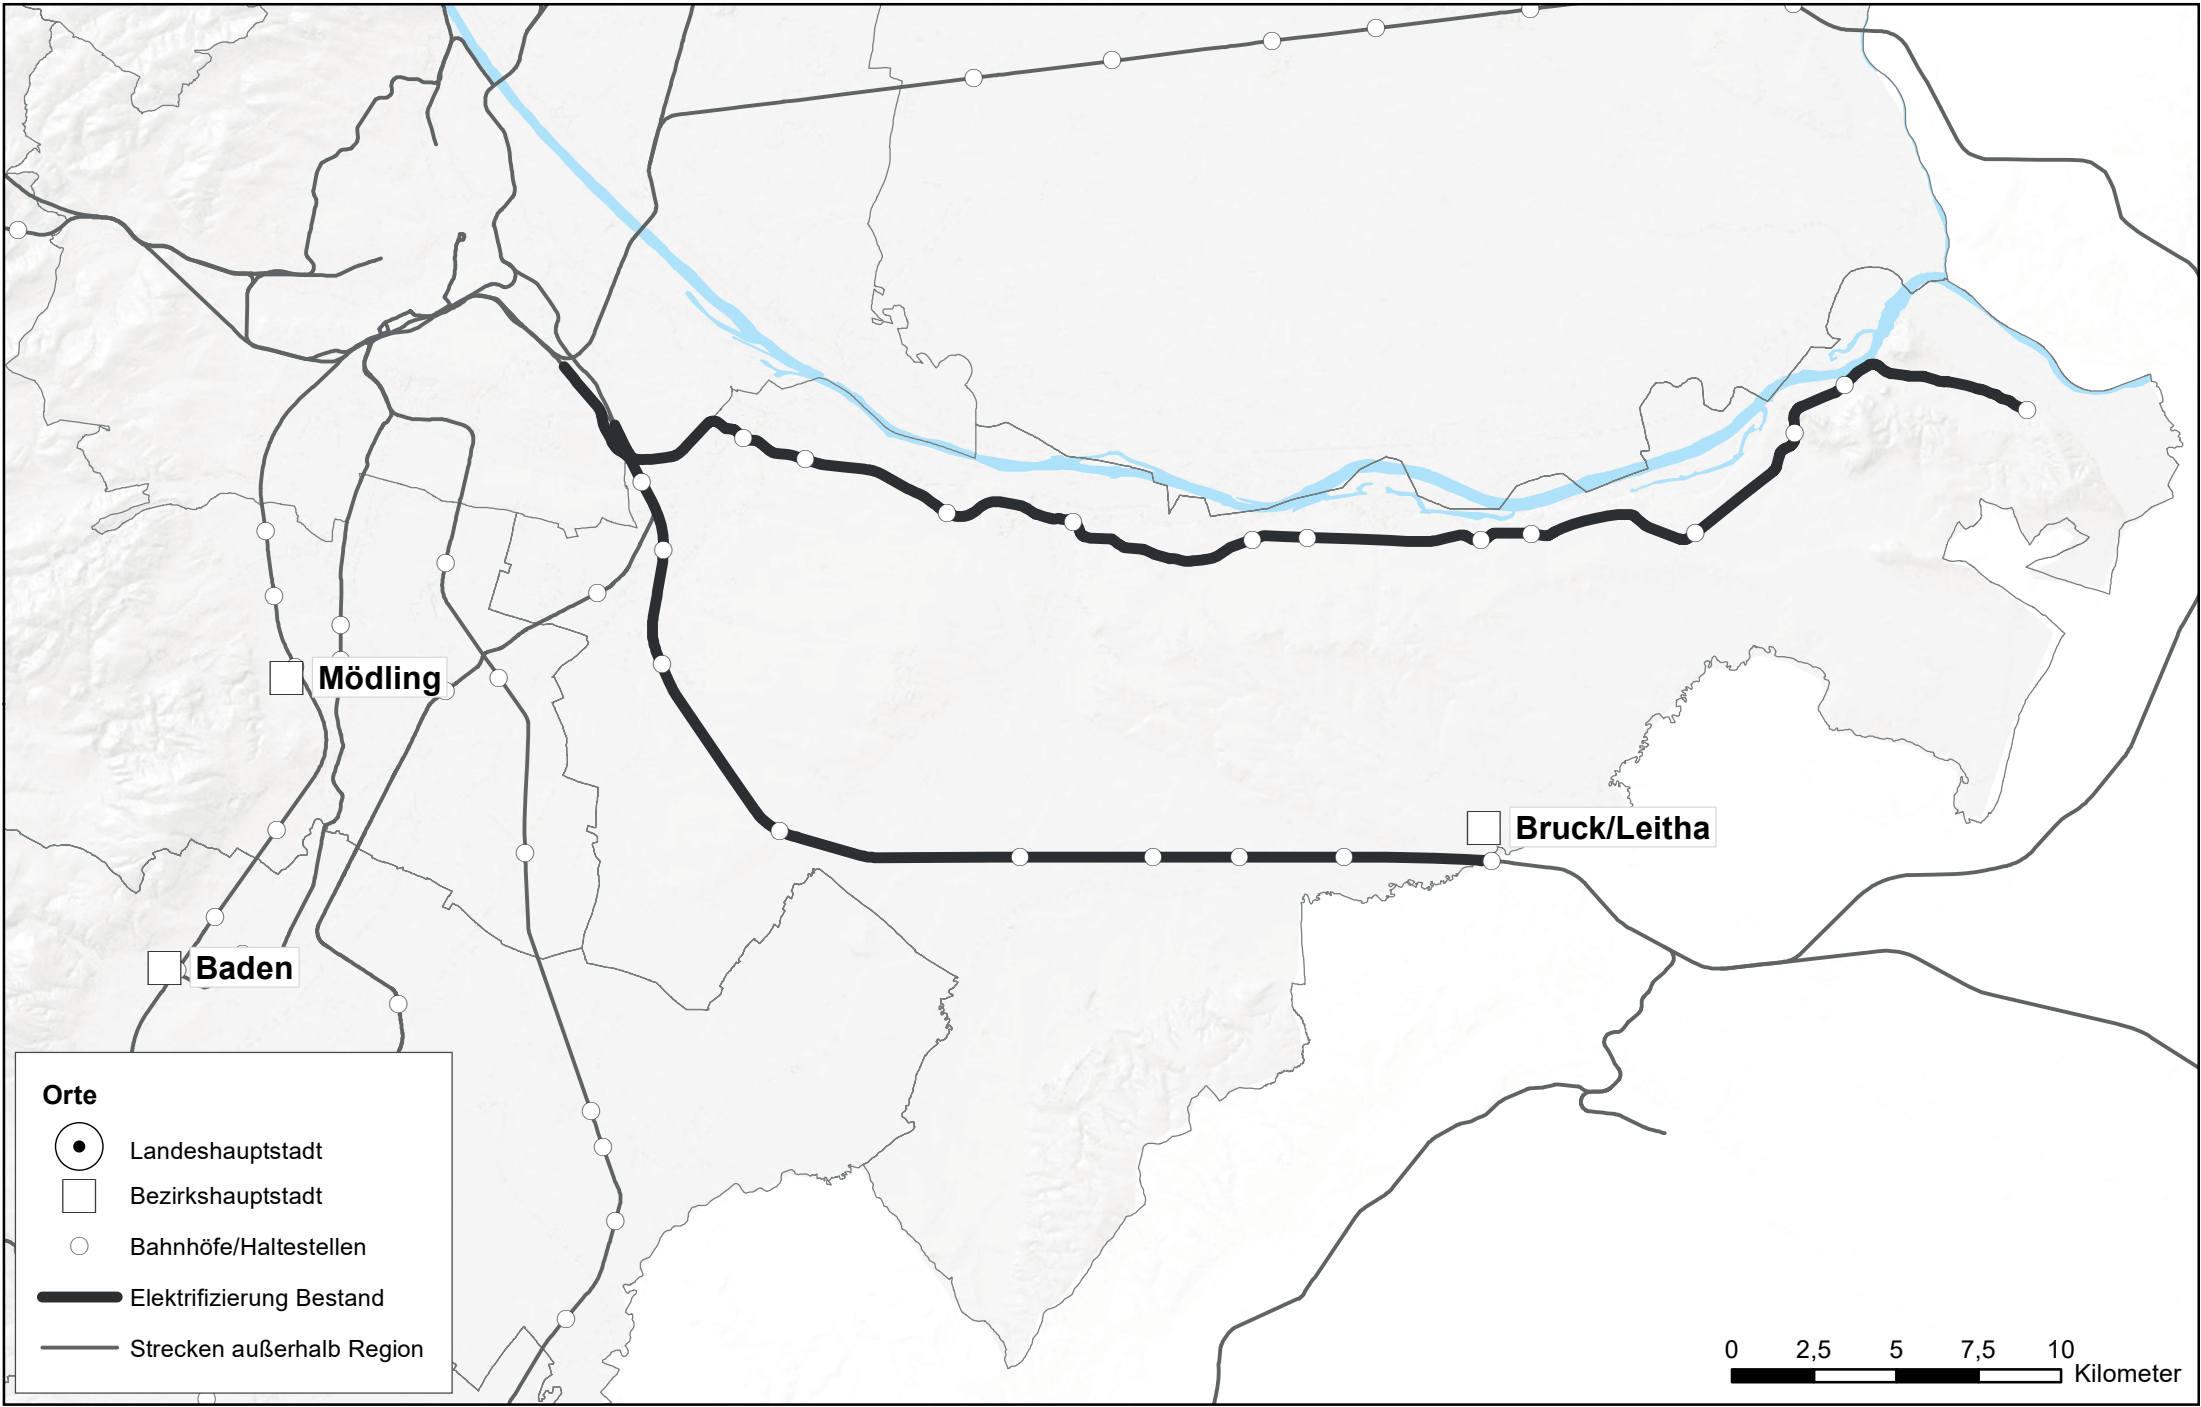 Mödling
Bruck/Leitha
Baden
Orte
Landeshauptstadt
Bezirkshauptstadt
Bahnhöfe/Haltestellen
Elektrifizierung Bestand
Strecken außerhalb Region
0 2,5 5 7,5 10
Kilometer